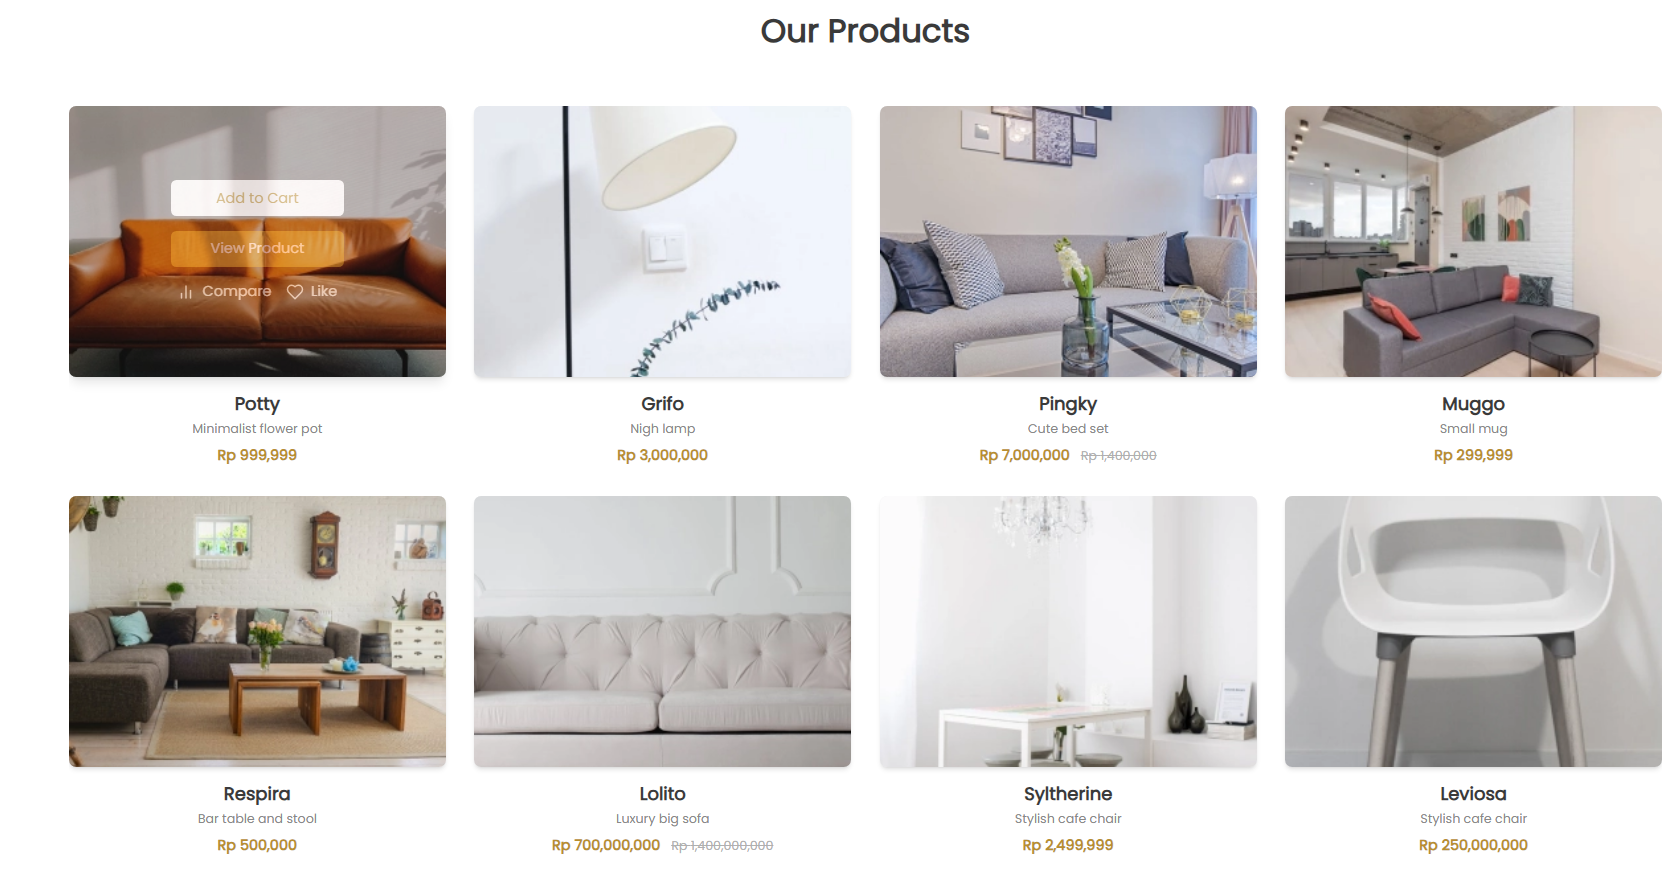 Our Products
Add to Cart
View Product
Compare Like
Potty
Minimalist flower pot
Rp 999,999
Grifo
Nigh lamp
Rp 3,000,000
Pingky
Cute bed set
Rp 7,000,000 Rp 1,400,000
Muggo
Small mug
Rp 299,999
Respira
Bar table and stool
Rp 500,000
Lolito
Luxury big sofa
Rp 700,000,000 Rp 1,400,000,000
Syltherine
Stylish cafe chair
Rp 2,499,999
Leviosa
Stylish cafe chair
Rp 250,000,000